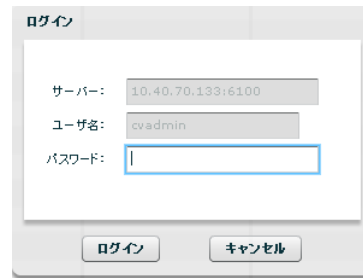 ログイン
サーバー: 10.40.70.133:6100
ユーザ名: cvadmin
パスワード:
ログイン キャンセル